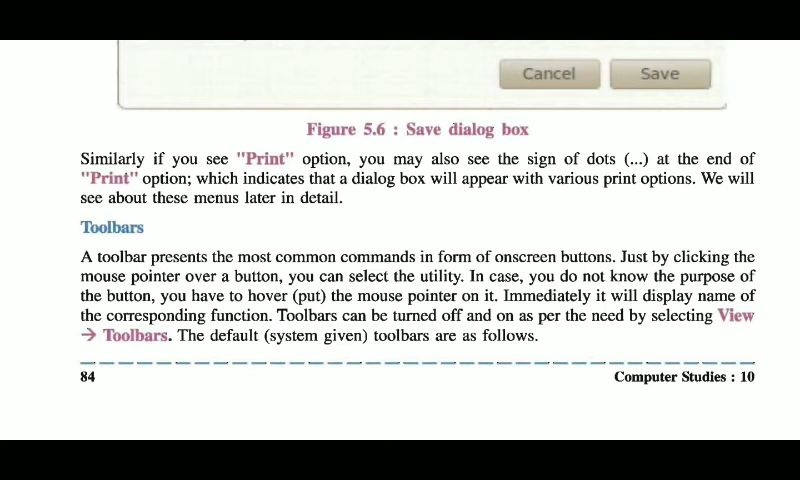 Cancel Save
Figure 5.6 : Save dialog box
Similarly if you see "Print" option, you may also see the sign of dots (...) at the end of
"Print" option; which indicates that a dialog box will appear with various print options. We will
see about these menus later in detail.
Toolbars
A toolbar presents the most common commands in form of onscreen buttons. Just by clicking the
mouse pointer over a button, you can select the utility. In case, you do not know the purpose of
the button, you have to hover (put) the mouse pointer on it. Immediately it will display name of
the corresponding function. Toolbars can be turned off and on as per the need by selecting View
→ Toolbars. The default (system given) toolbars are as follows.
84 Computer Studies : 10